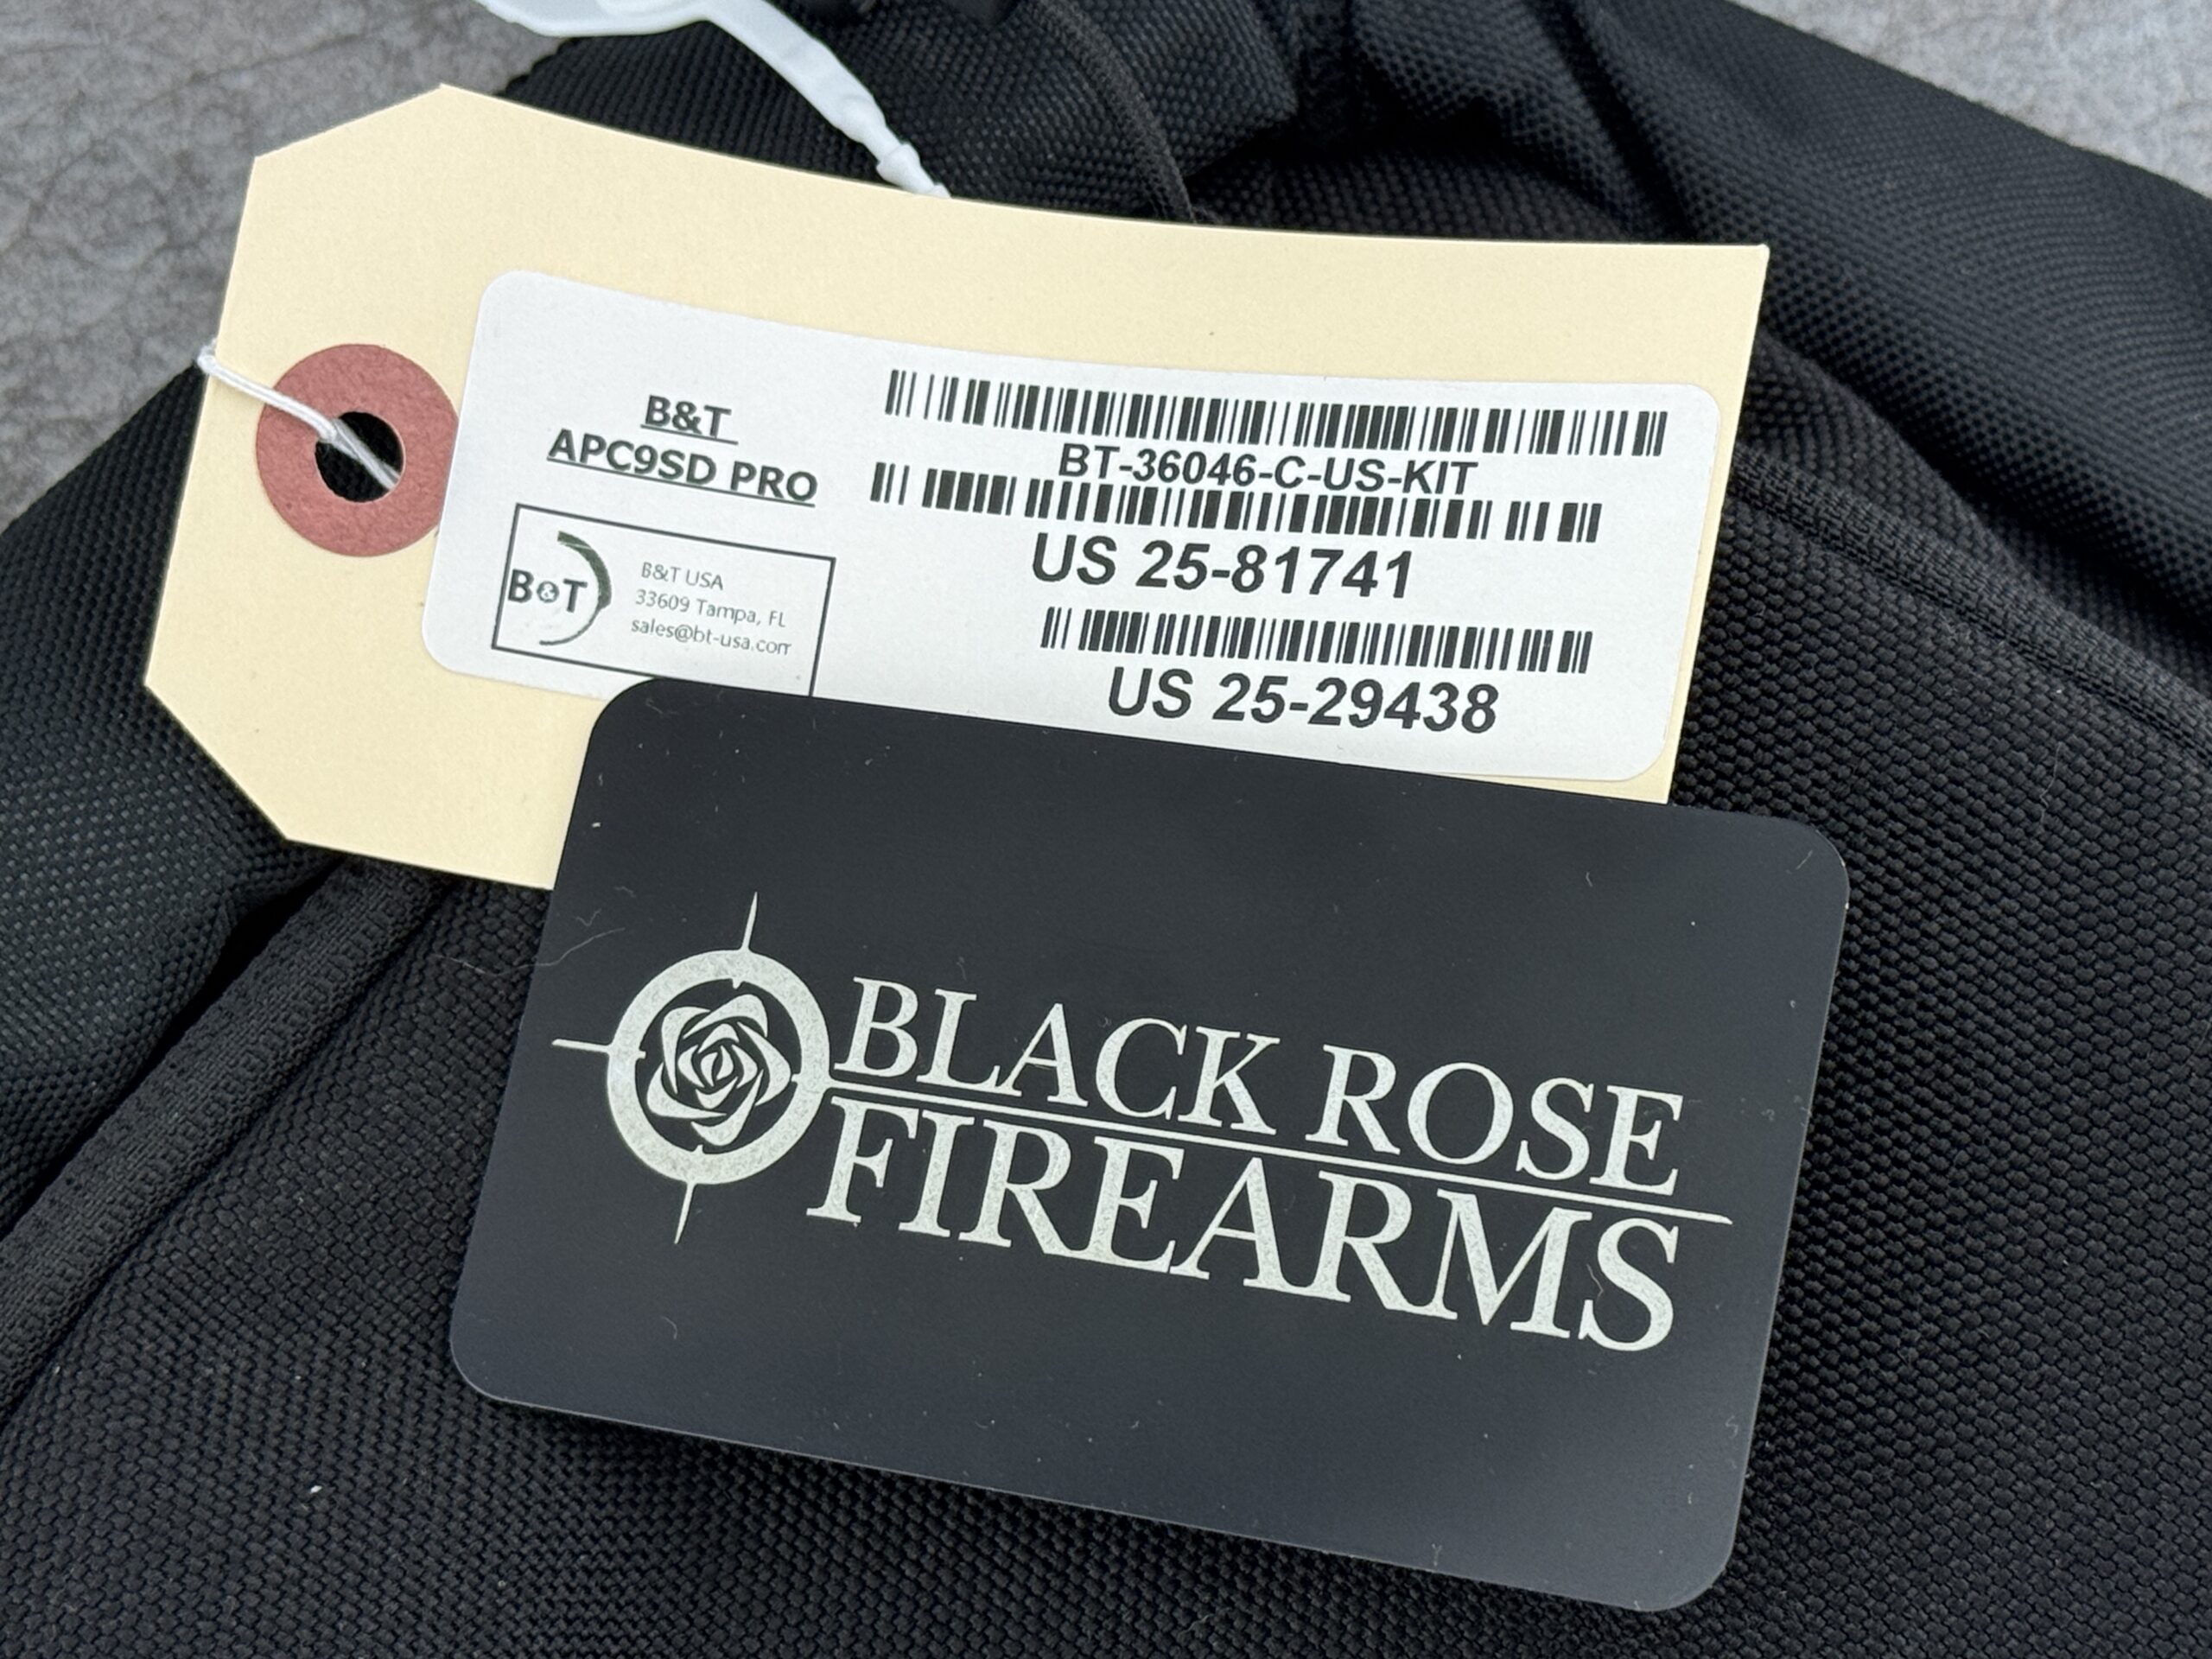 B&T
APC9SD PRO
B&T
B&T USA
33609 Tampa, FL
sales@bt-usa.com
BT-36046-C-US-KIT
US 25-81741
US 25-29438
BLACK ROSE
FIREARMS